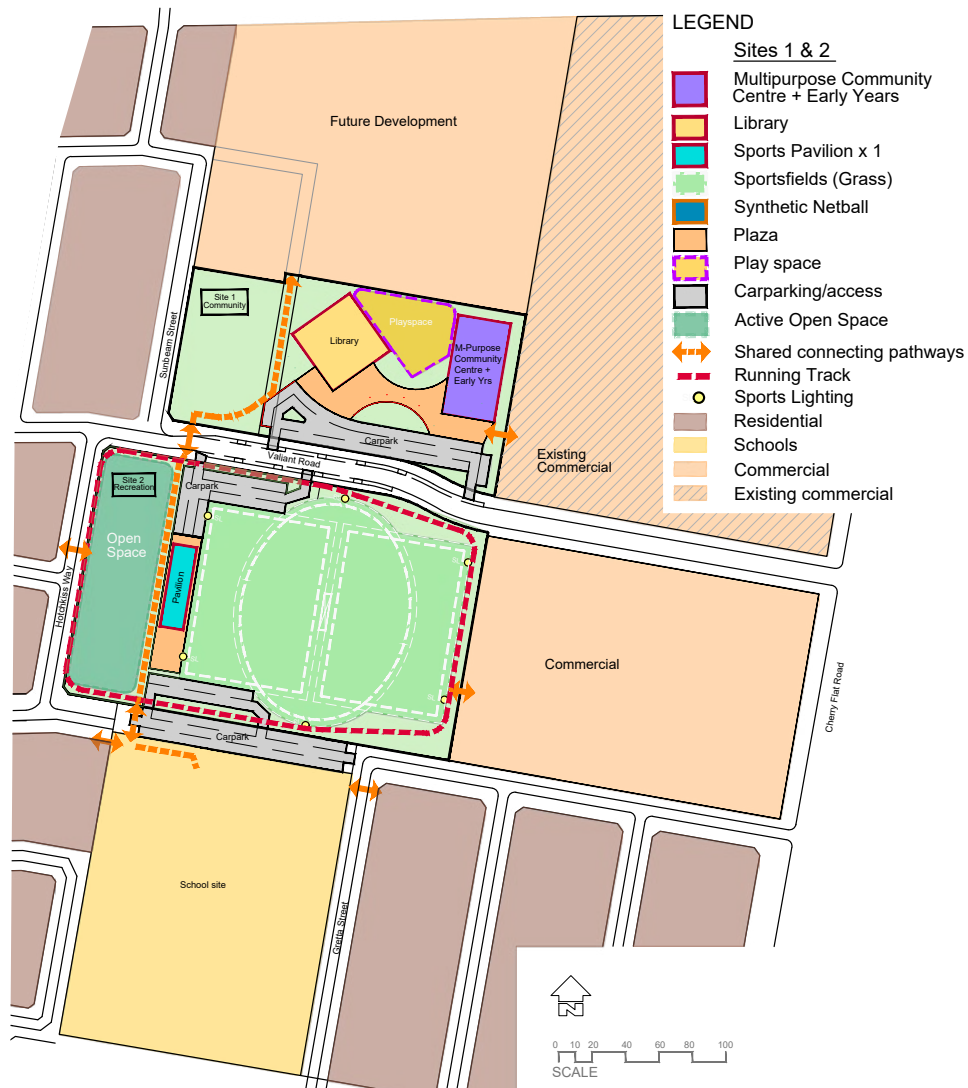 LEGEND
Sites 1 & 2
Multipurpose Community
Centre + Early Years
Library
Sports Pavilion x 1
Sportsfields (Grass)
Synthetic Netball
Plaza
Play space
Carparking/access
Active Open Space
Shared connecting pathways
Running Track
Sports Lighting
Residential
Schools
Commercial
Existing commercial
Future Development
Sunbeam Street
Site 1
Community
Library
Playspace
M-Purpose
Community
Centre +
Early Yrs
Carpark
Existing
Commercial
Valiant Road
Site 2
Recreation
Carpark
Open
Space
Hotchkiss Way
Pavilion
Commercial
Cherry Flat Road
Carpark
School site
Gretta Street
N
0 10 20 40 60 80 100
SCALE